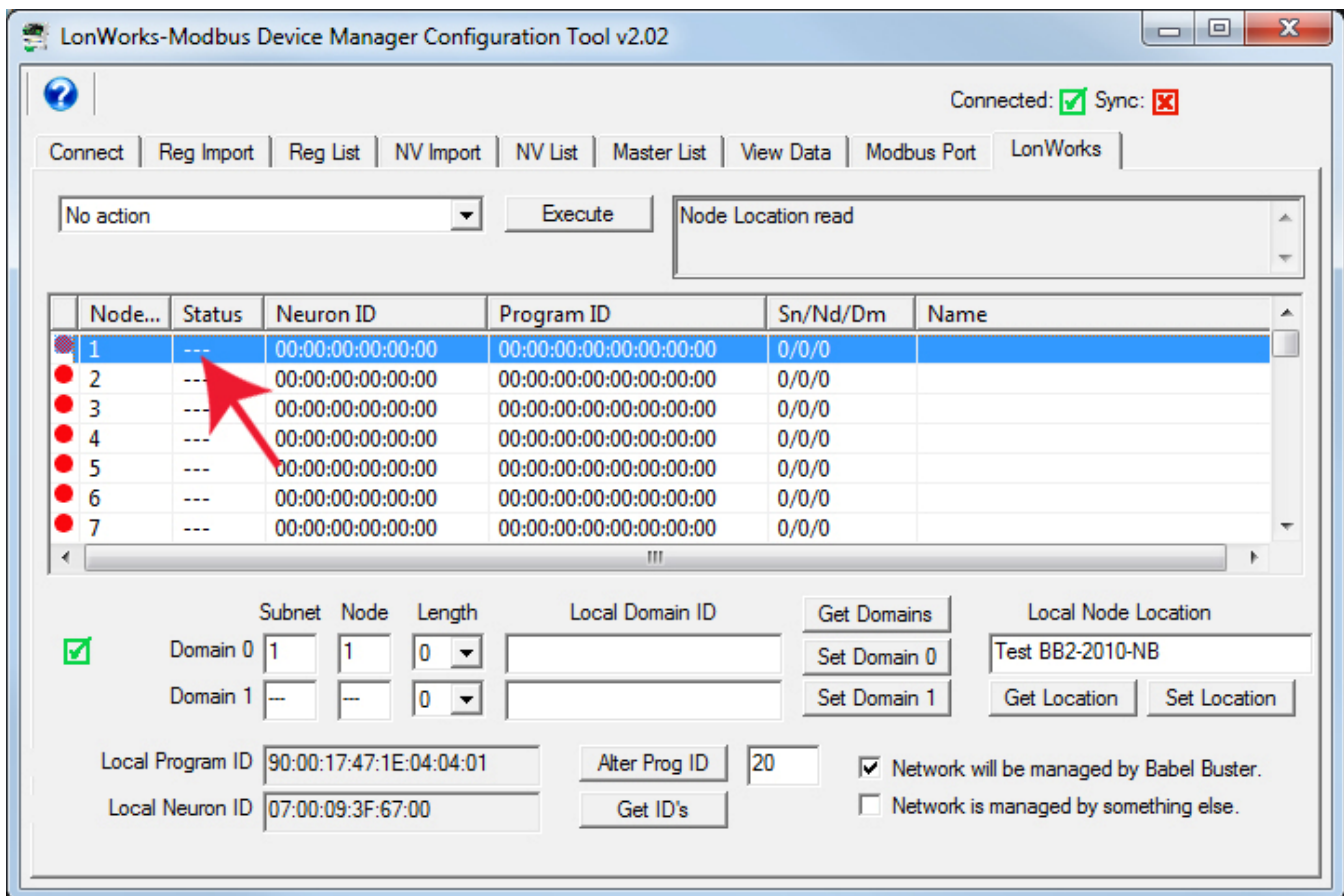 LonWorks-Modbus Device Manager Configuration Tool v2.02
Connected: Sync:
Connect Reg Import Reg List NV Import NV List Master List View Data Modbus Port LonWorks
No action Execute Node Location read
Node... Status Neuron ID Program ID Sn/Nd/Dm Name
1 --- 00:00:00:00:00:00 00:00:00:00:00:00:00:00 0/0/0
2 --- 00:00:00:00:00:00 00:00:00:00:00:00:00:00 0/0/0
3 --- 00:00:00:00:00:00 00:00:00:00:00:00:00:00 0/0/0
4 --- 00:00:00:00:00:00 00:00:00:00:00:00:00:00 0/0/0
5 --- 00:00:00:00:00:00 00:00:00:00:00:00:00:00 0/0/0
6 --- 00:00:00:00:00:00 00:00:00:00:00:00:00:00 0/0/0
7 --- 00:00:00:00:00:00 00:00:00:00:00:00:00:00 0/0/0
Subnet Node Length Local Domain ID Get Domains Local Node Location
Domain 0 1 1 0 Set Domain 0 Test BB2-2010-NB
Domain 1 --- --- 0 Set Domain 1 Get Location Set Location
Local Program ID 90:00:17:47:1E:04:04:01 Alter Prog ID 20 Network will be managed by Babel Buster.
Local Neuron ID 07:00:09:3F:67:00 Get ID's Network is managed by something else.